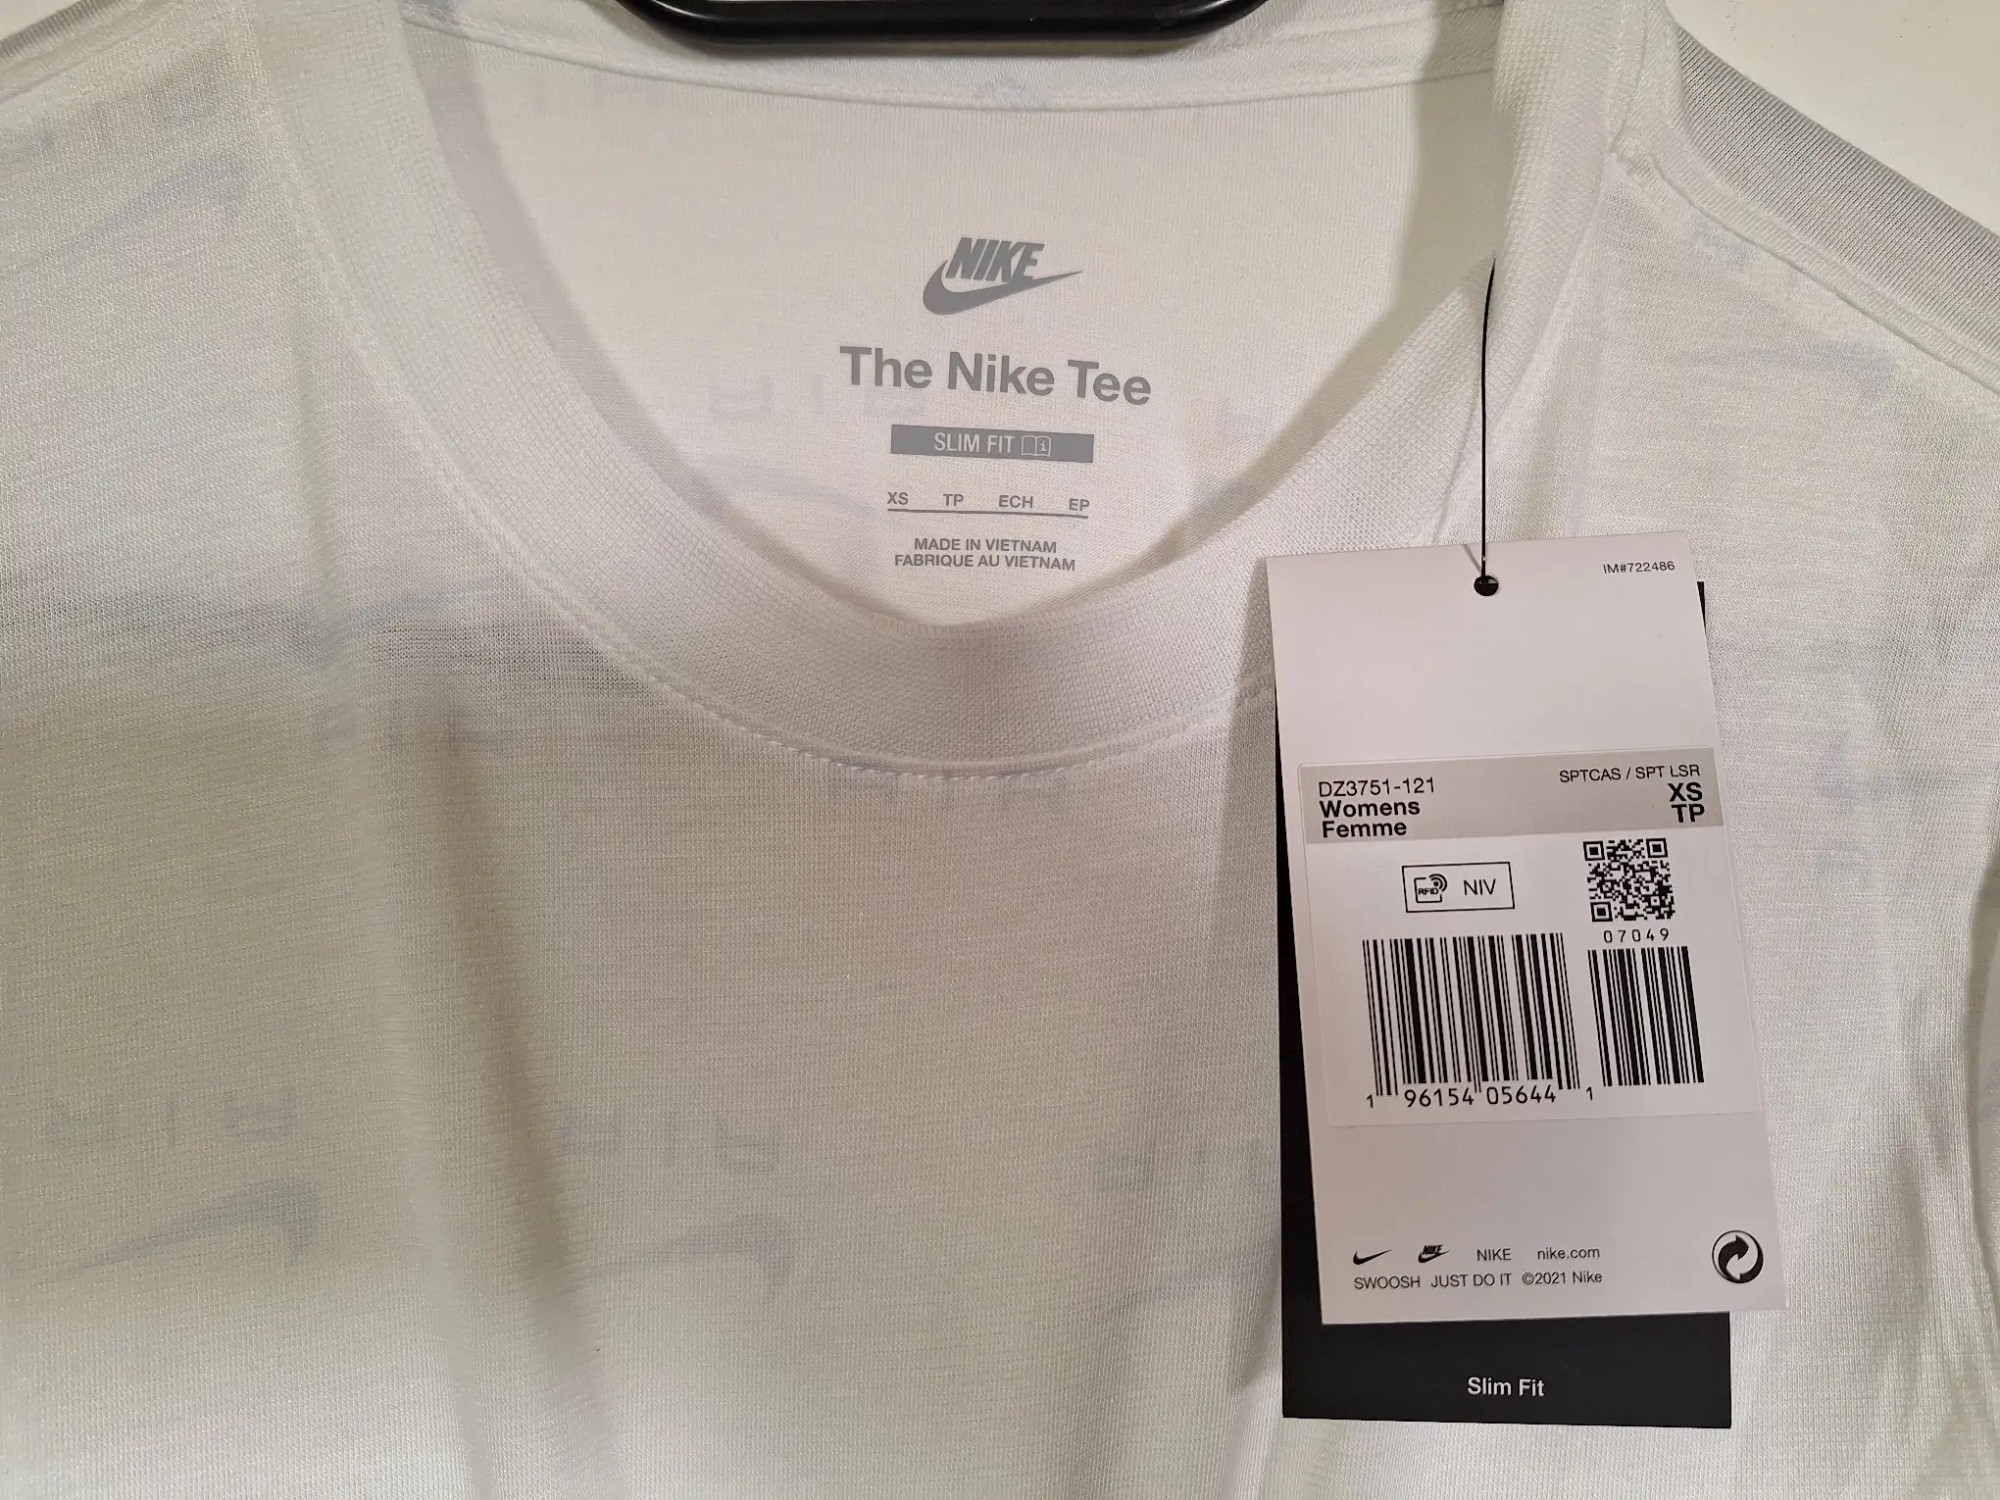 NIKE
The Nike Tee
SLIM FIT
XS TP ECH EP
MADE IN VIETNAM
FABRIQUE AU VIETNAM
IM#722486
DZ3751-121
Womens
Femme
SPTCAS / SPT LSR
XS
TP
RFID NIV
07049
1 96154 05644 1
NIKE NIKE nike.com
SWOOSH JUST DO IT ©2021 Nike
Slim Fit